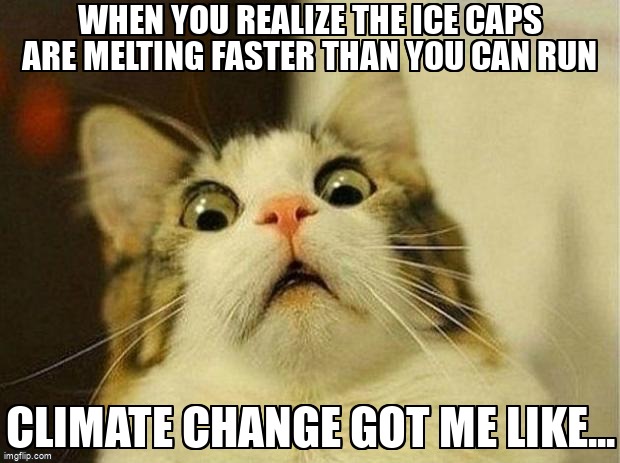 WHEN YOU REALIZE THE ICE CAPS
ARE MELTING FASTER THAN YOU CAN RUN
CLIMATE CHANGE GOT ME LIKE...
imgflip.com